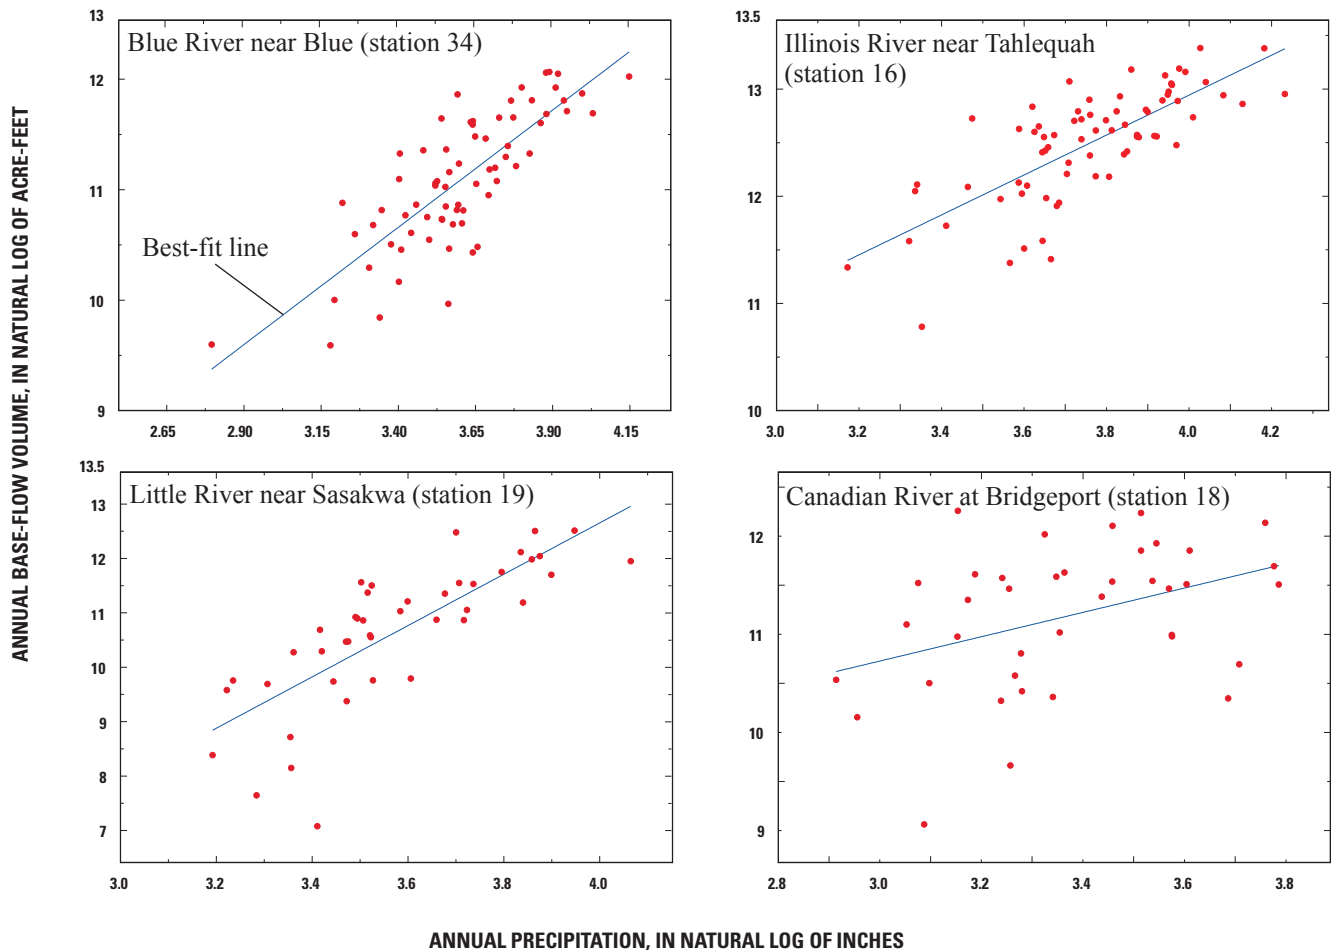 ANNUAL BASE-FLOW VOLUME, IN NATURAL LOG OF ACRE-FEET
Blue River near Blue (station 34)
Best-fit line
13
12
11
10
9
2.65 2.90 3.15 3.40 3.65 3.90 4.15
Illinois River near Tahlequah
(station 16)
13.5
13
12
11
10
3.0 3.2 3.4 3.6 3.8 4.0 4.2
Little River near Sasakwa (station 19)
13.5
13
12
11
10
9
8
7
3.0 3.2 3.4 3.6 3.8 4.0
Canadian River at Bridgeport (station 18)
12
11
10
9
2.8 3.0 3.2 3.4 3.6 3.8
ANNUAL PRECIPITATION, IN NATURAL LOG OF INCHES